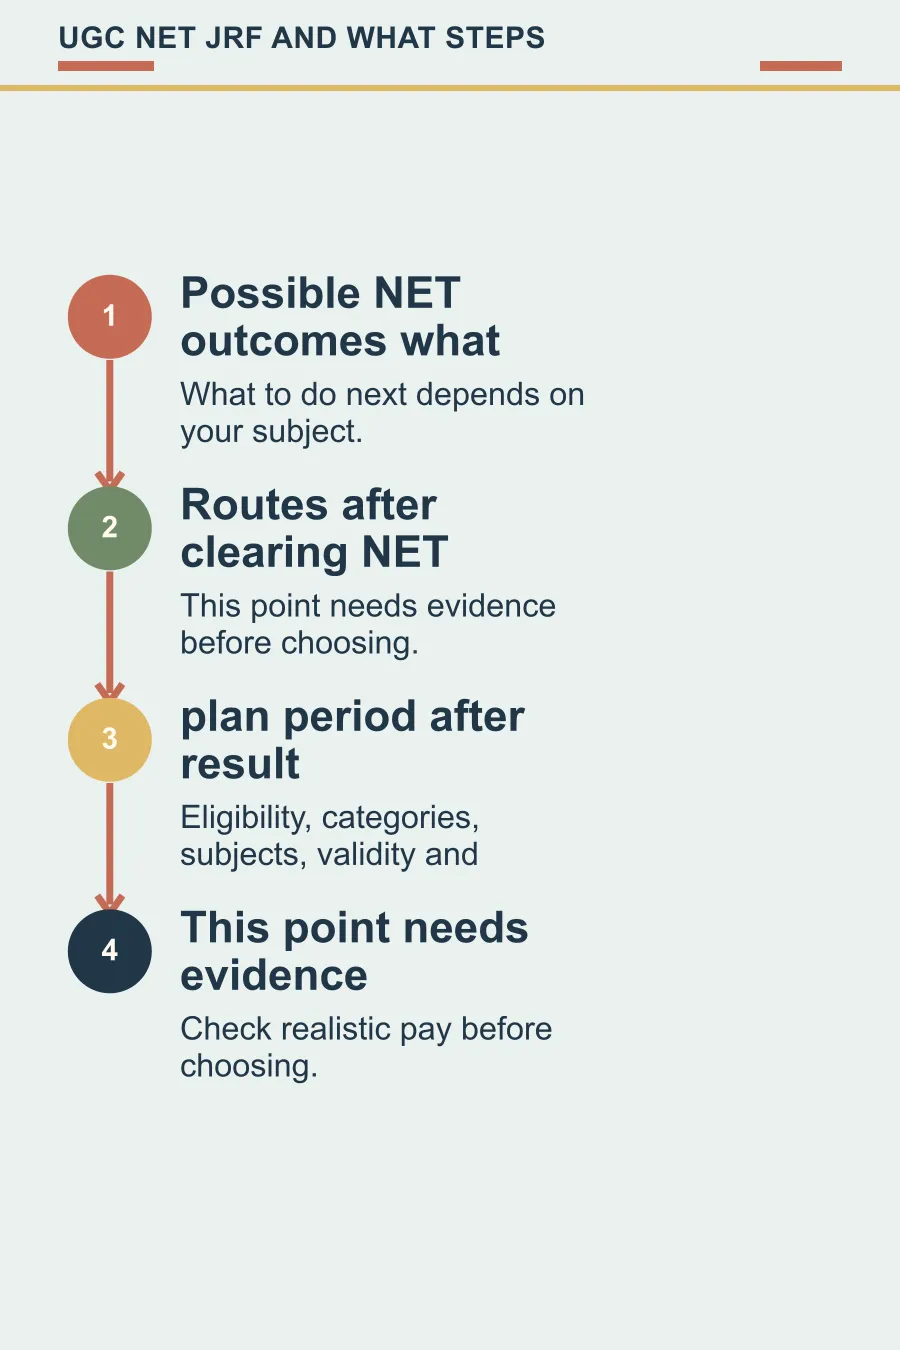 UGC NET JRF AND WHAT STEPS
1
Possible NET
outcomes what
What to do next depends on
your subject.
2
Routes after
clearing NET
This point needs evidence
before choosing.
3
plan period after
result
Eligibility, categories,
subjects, validity and
4
This point needs
evidence
Check realistic pay before
choosing.